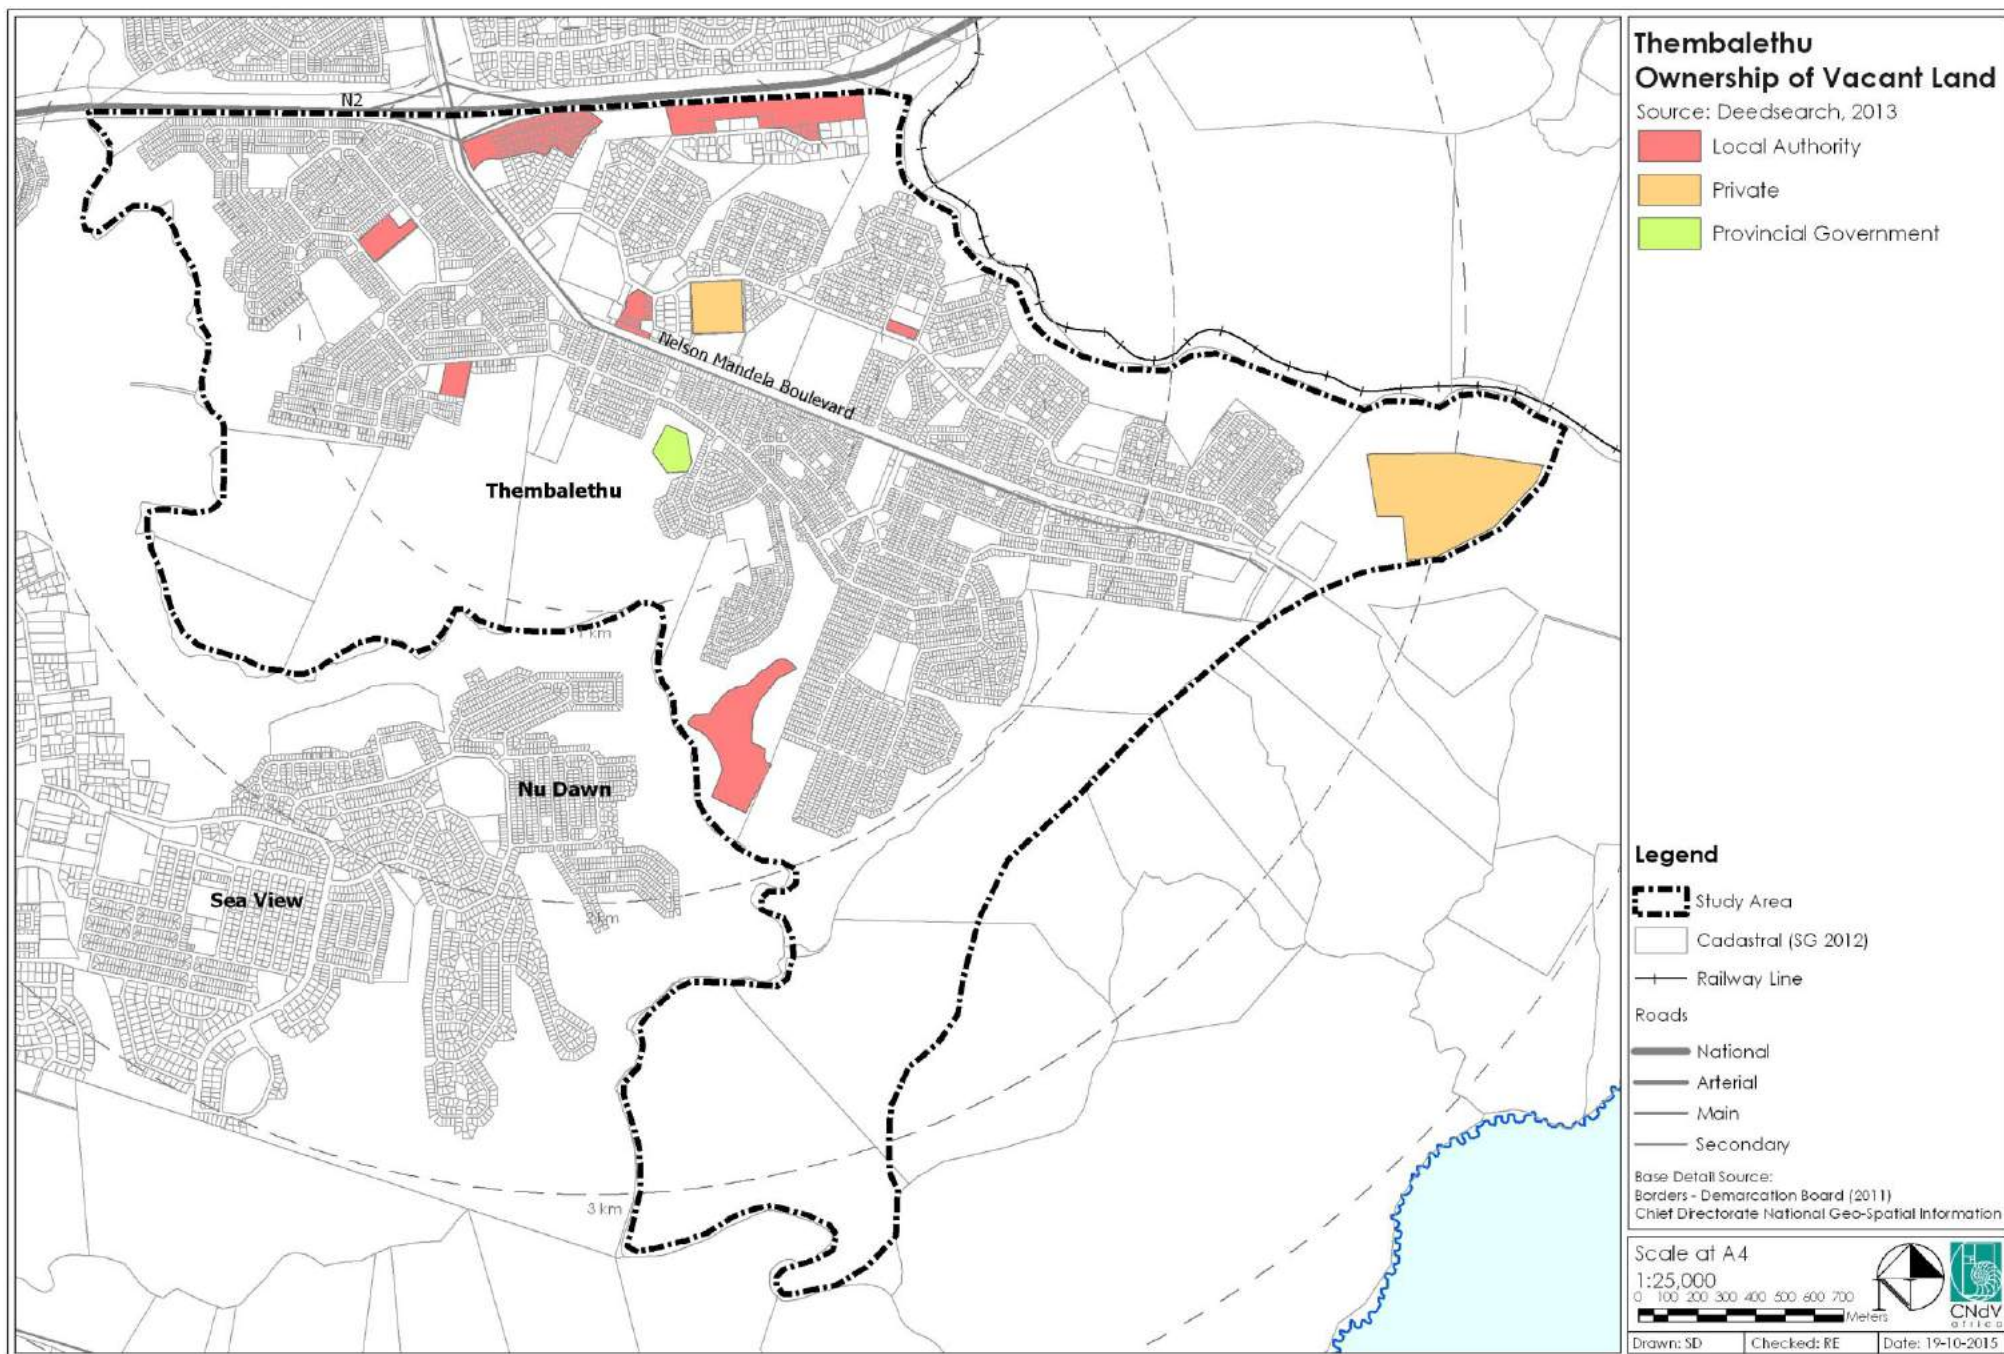 Thembalethu
Ownership of Vacant Land
Source: Deedsearch, 2013
Local Authority
Private
Provincial Government
N2
Nelson Mandela Boulevard
Thembalethu
1 km
Nu Dawn
Sea View
2 km
3 km
Legend
Study Area
Cadastral (SG 2012)
Railway Line
Roads
National
Arterial
Main
Secondary
Base Detail Source:
Borders - Demarcation Board (2011)
Chief Directorate National Geo-Spatial Information
Scale at A4
1:25,000
0 100 200 300 400 500 600 700
Meters
CNdV
africa
Drawn: SD
Checked: RE
Date: 19-10-2015